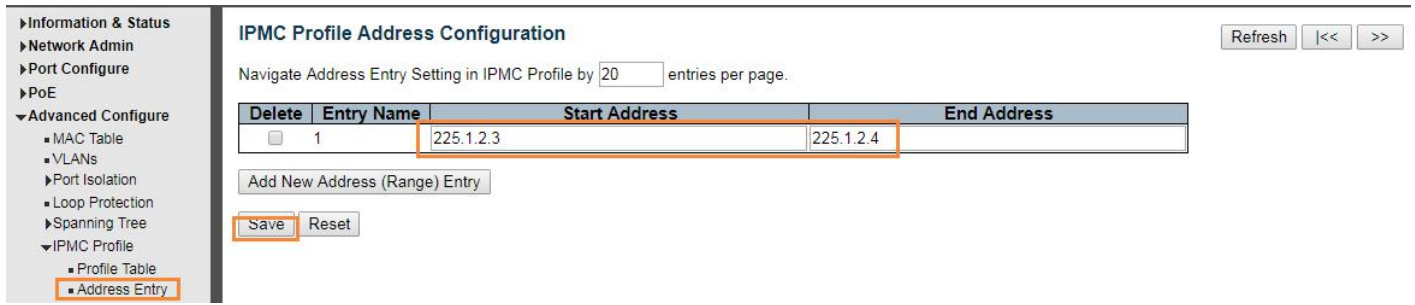 Information & Status
Network Admin
Port Configure
PoE
Advanced Configure
MAC Table
VLANs
Port Isolation
Loop Protection
Spanning Tree
IPMC Profile
Profile Table
Address Entry
IPMC Profile Address Configuration
Refresh |<< >>
Navigate Address Entry Setting in IPMC Profile by 20 entries per page.
Delete Entry Name Start Address End Address
1 225.1.2.3 225.1.2.4
Add New Address (Range) Entry
Save Reset